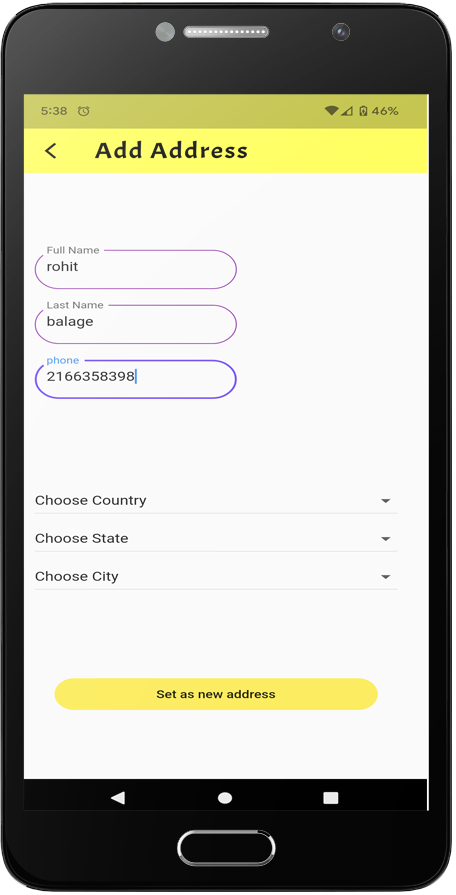 5:38 46%
Add Address
Full Name
rohit
Last Name
balage
phone
2166358398
Choose Country
Choose State
Choose City
Set as new address